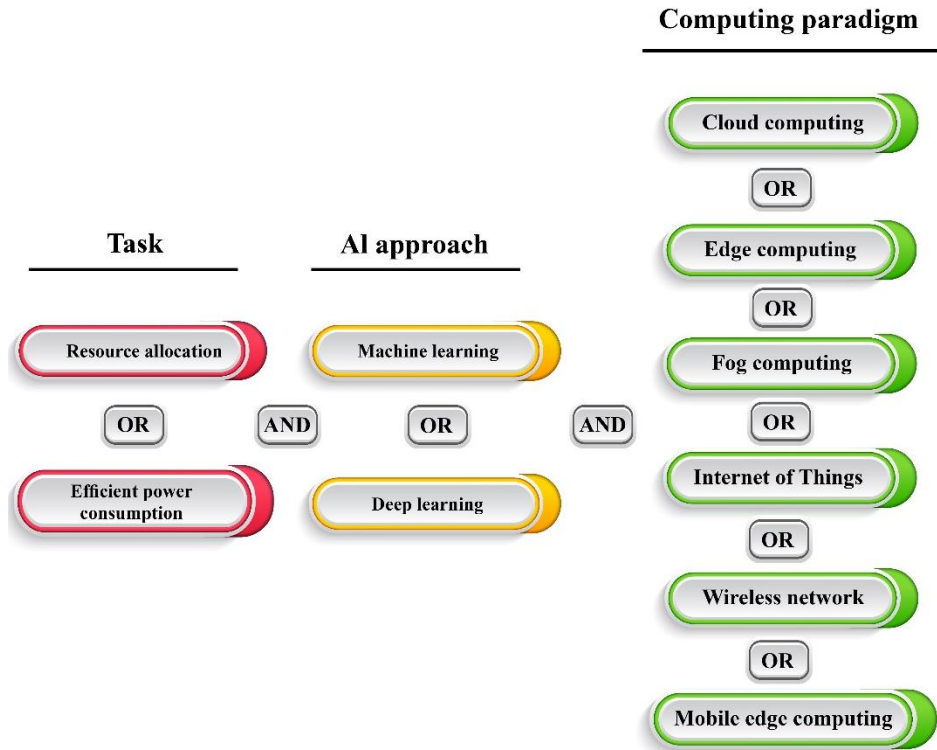 Computing paradigm
Task
AI approach
Resource allocation
OR
Efficient power
consumption
AND
Machine learning
OR
Deep learning
AND
Cloud computing
OR
Edge computing
OR
Fog computing
OR
Internet of Things
OR
Wireless network
OR
Mobile edge computing